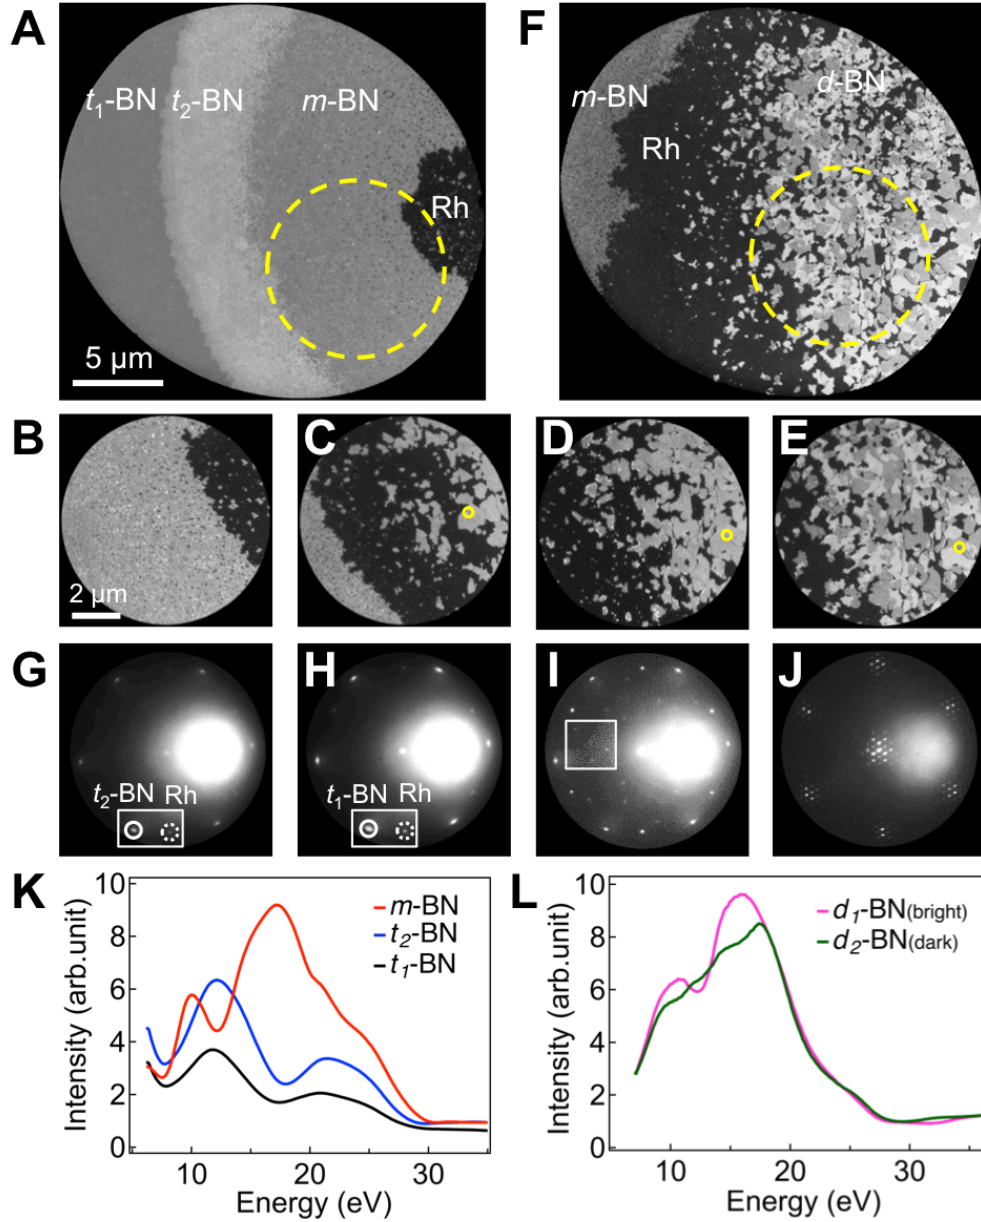 A
F
t1-BN
t2-BN
m-BN
Rh
5 μm
m-BN
Rh
d-BN
B
C
D
E
2 μm
G
H
I
J
t2-BN
Rh
t1-BN
Rh
K
L
10
8
6
4
2
0
10
20
30
Intensity (arb.unit)
Energy (eV)
m-BN
t2-BN
t1-BN
10
8
6
4
2
0
10
20
30
Intensity (arb.unit)
Energy (eV)
d1-BN(bright)
d2-BN(dark)